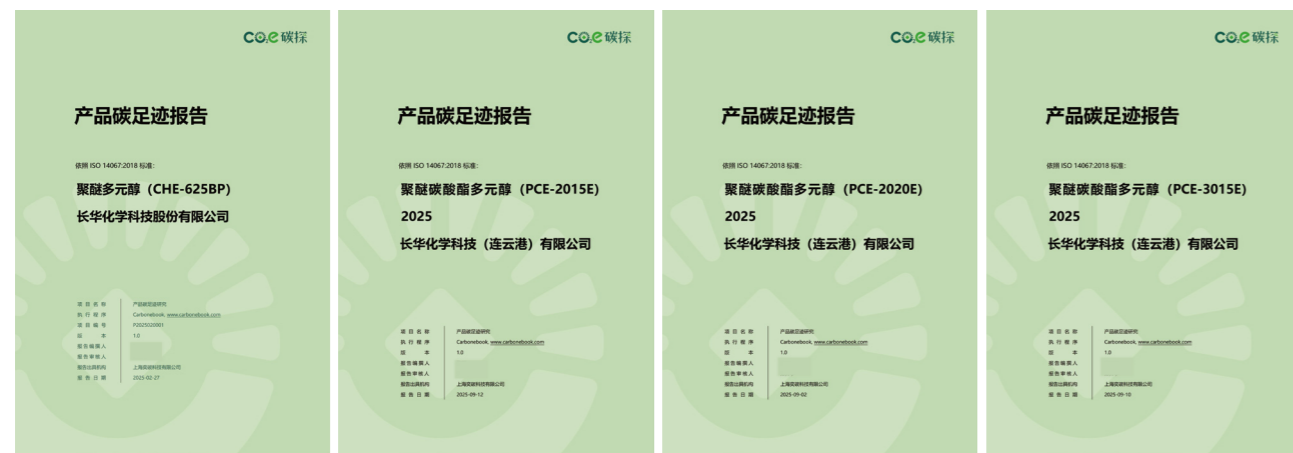 CO₂e碳探
产品碳足迹报告
依照 ISO 14067:2018 标准:
聚醚多元醇（CHE-625BP）
长华化学科技股份有限公司
项目名称 产品碳足迹研究
执行程序 Carbonebook, www.carbonebook.com
项目编号 P2025020001
版本 1.0
报告编撰人
报告审核人
报告出具机构 上海奕碳科技有限公司
报告日期 2025-02-27
CO₂e碳探
产品碳足迹报告
依照 ISO 14067:2018 标准:
聚醚碳酸酯多元醇（PCE-2015E）
2025
长华化学科技（连云港）有限公司
项目名称 产品碳足迹研究
执行程序 Carbonebook, www.carbonebook.com
版本 1.0
报告编撰人
报告审核人
报告出具机构 上海奕碳科技有限公司
报告日期 2025-09-12
CO₂e碳探
产品碳足迹报告
依照 ISO 14067:2018 标准:
聚醚碳酸酯多元醇（PCE-2020E）
2025
长华化学科技（连云港）有限公司
项目名称 产品碳足迹研究
执行程序 Carbonebook, www.carbonebook.com
版本 1.0
报告编撰人
报告审核人
报告出具机构 上海奕碳科技有限公司
报告日期 2025-09-02
CO₂e碳探
产品碳足迹报告
依照 ISO 14067:2018 标准:
聚醚碳酸酯多元醇（PCE-3015E）
2025
长华化学科技（连云港）有限公司
项目名称 产品碳足迹研究
执行程序 Carbonebook, www.carbonebook.com
版本 1.0
报告编撰人
报告审核人
报告出具机构 上海奕碳科技有限公司
报告日期 2025-09-10